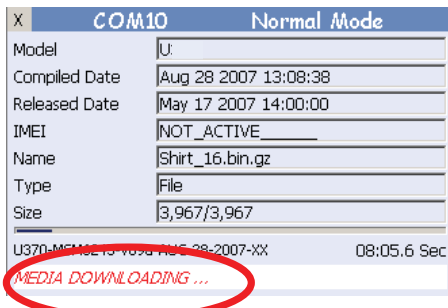 X COM10 Normal Mode
Model U:
Compiled Date Aug 28 2007 13:08:38
Released Date May 17 2007 14:00:00
IMEI NOT_ACTIVE______
Name Shirt_16.bin.gz
Type File
Size 3,967/3,967
08:05.6 Sec
MEDIA DOWNLOADING ...